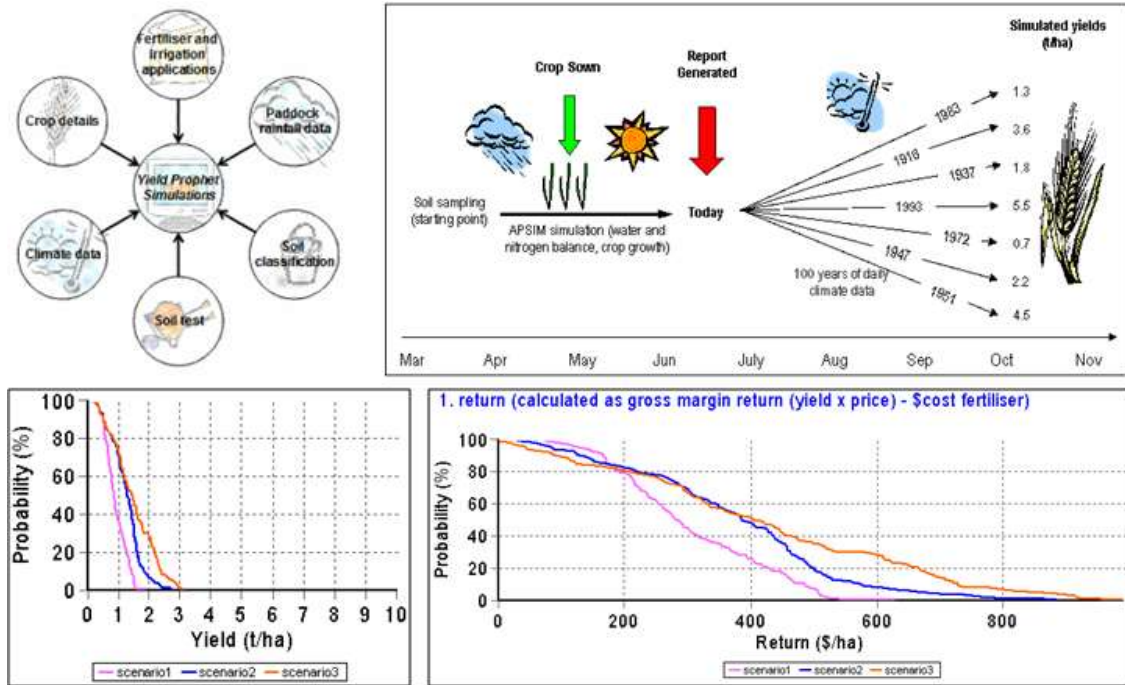 Fertiliser and
irrigation
applications
Crop details
Paddock
rainfall data
Yield Prophet
Simulations
Climate data
Soil
classification
Soil test
Simulated yields
(t/ha)
Crop Sown
Report
Generated
Soil sampling
(starting point)
APSIM simulation (water and
nitrogen balance, crop growth)
Today
100 years of daily
climate data
1983
1916
1937
1993
1972
1947
1951
1.3
3.6
1.8
5.5
0.7
2.2
4.5
Mar Apr May Jun July Aug Sep Oct Nov
Probability (%)
100
80
60
40
20
0
0 1 2 3 4 5 6 7 8 9 10
Yield (t/ha)
scenario1 scenario2 scenario3
1. return (calculated as gross margin return (yield x price) - $cost fertiliser)
Probability (%)
100
80
60
40
20
0
0 200 400 600 800
Return ($/ha)
scenario1 scenario2 scenario3